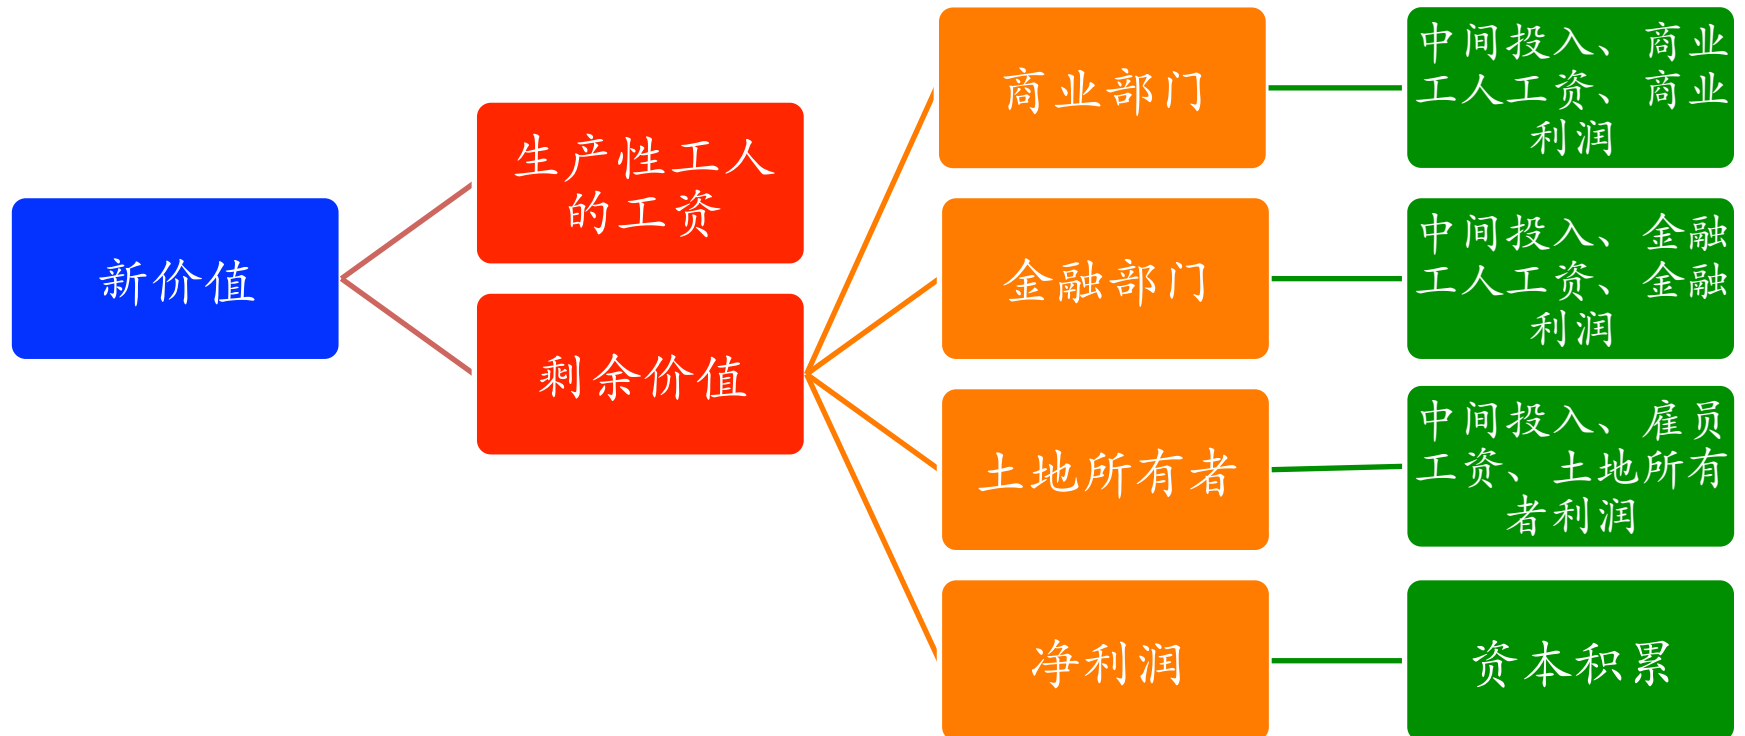 新价值
生产性工人
的工资
剩余价值
商业部门
金融部门
土地所有者
净利润
中间投入、商业
工人工资、商业
利润
中间投入、金融
工人工资、金融
利润
中间投入、雇员
工资、土地所有
者利润
资本积累